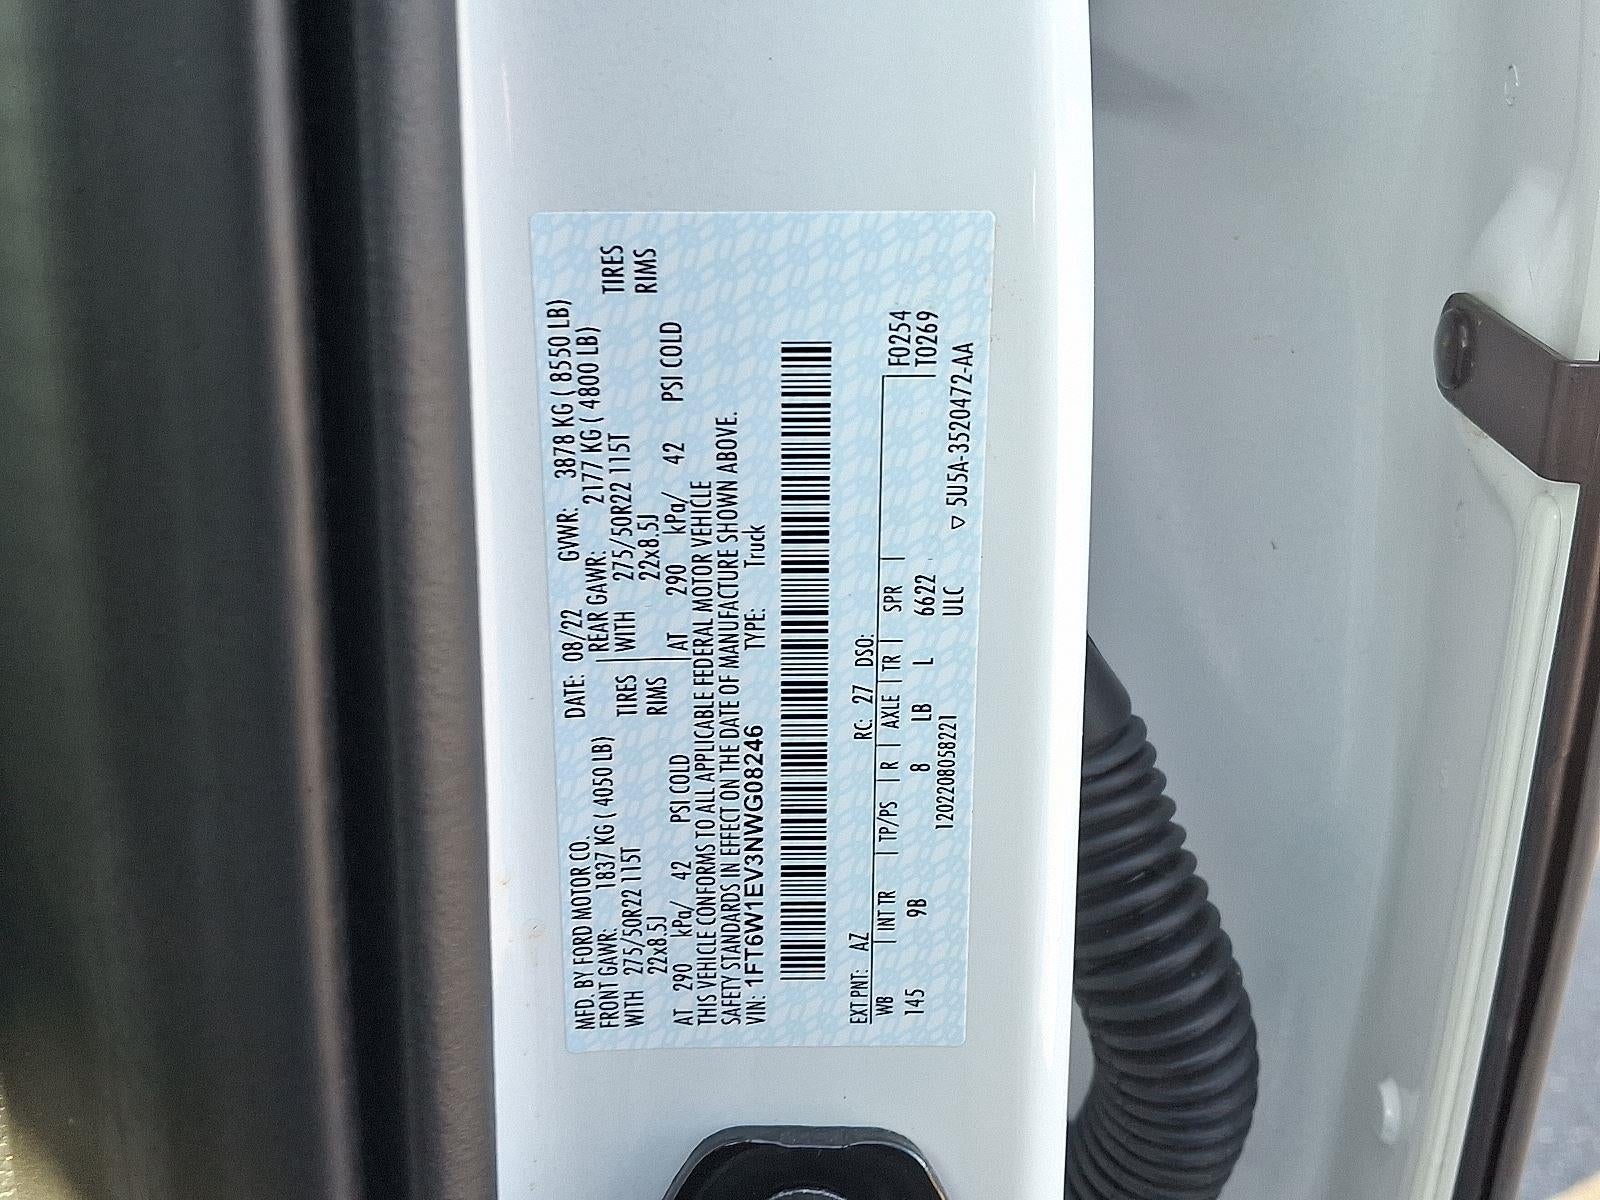 MFD. BY FORD MOTOR CO. DATE: 08/22 GVWR: 3878 KG ( 8550 LB)
FRONT GAWR: 1837 KG ( 4050 LB) REAR GAWR: 2177 KG ( 4800 LB)
WITH 275/50R22 115T TIRES WITH 275/50R22 115T TIRES
22x8.5J RIMS 22x8.5J RIMS
AT 290 kPa/ 42 PSI COLD AT 290 kPa/ 42 PSI COLD
THIS VEHICLE CONFORMS TO ALL APPLICABLE FEDERAL MOTOR VEHICLE
SAFETY STANDARDS IN EFFECT ON THE DATE OF MANUFACTURE SHOWN ABOVE.
VIN: 1FT6W1EV3NWG08246 TYPE: Truck
EXT PNT: AZ RC: 27 DSO:
WB INT TR TP/PS R AXLE TR SPR F0254
145 9B 8 LB L 6622 T0269
120220805822​1 ULC
▽ 5U5A-3520472-AA